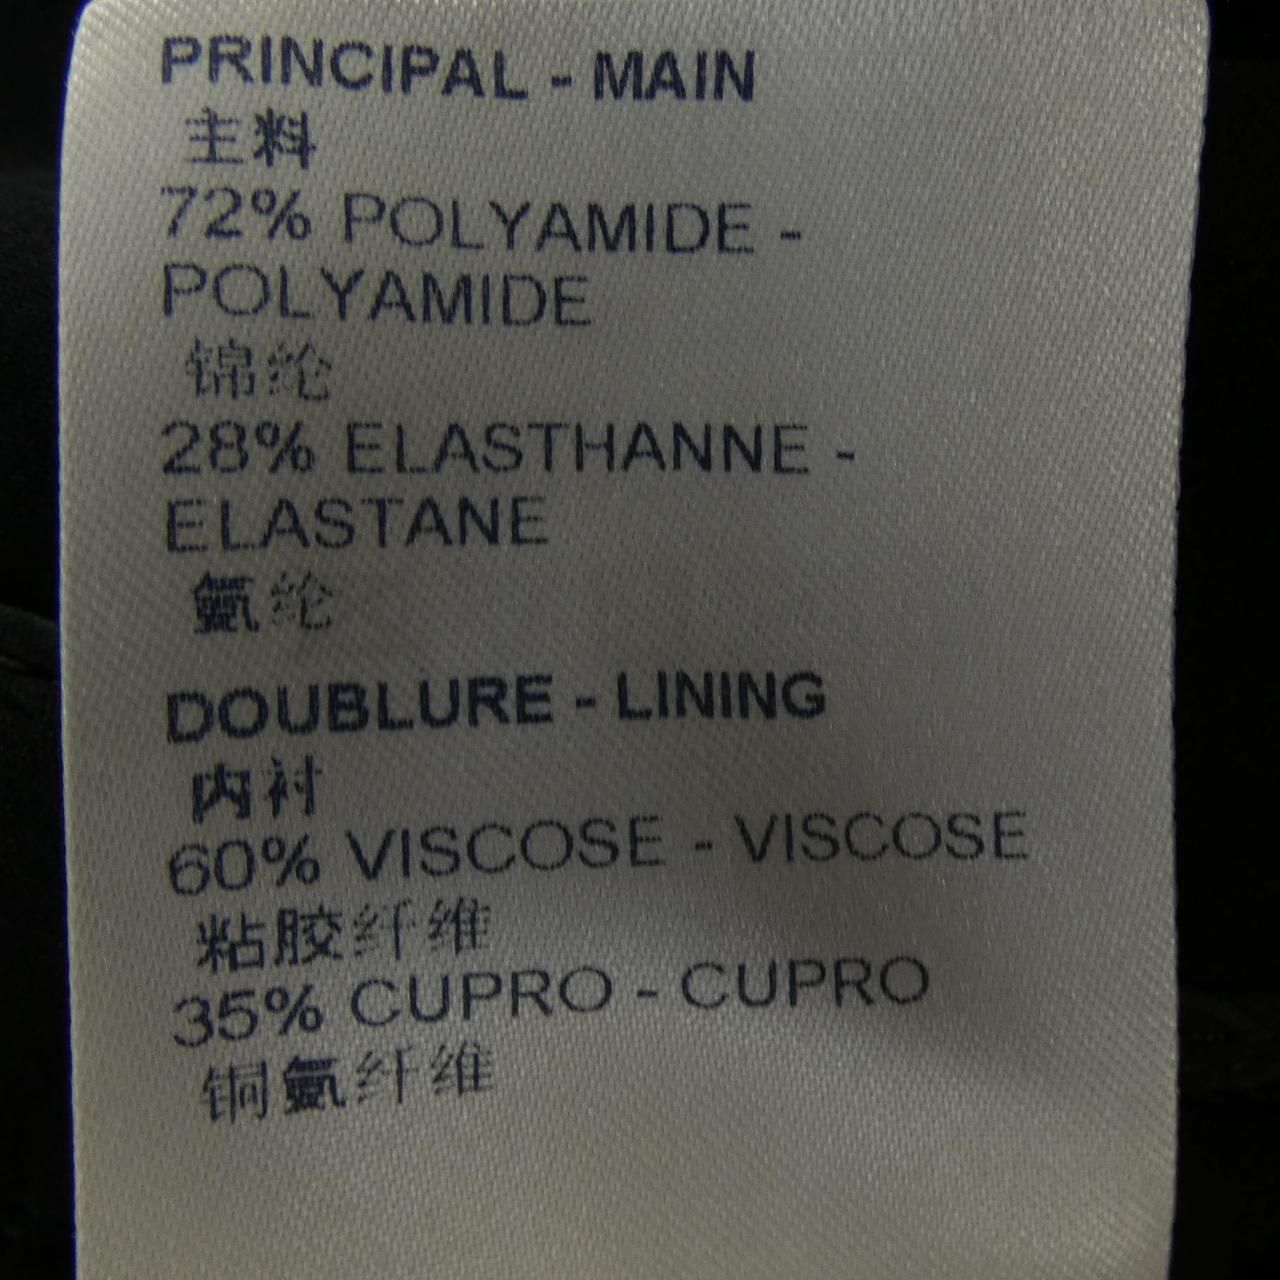 PRINCIPAL - MAIN
主料
72% POLYAMIDE -
POLYAMIDE
锦纶
28% ELASTHANNE -
ELASTANE
氨纶
DOUBLURE - LINING
内衬
60% VISCOSE - VISCOSE
粘胶纤维
35% CUPRO - CUPRO
铜氨纤维